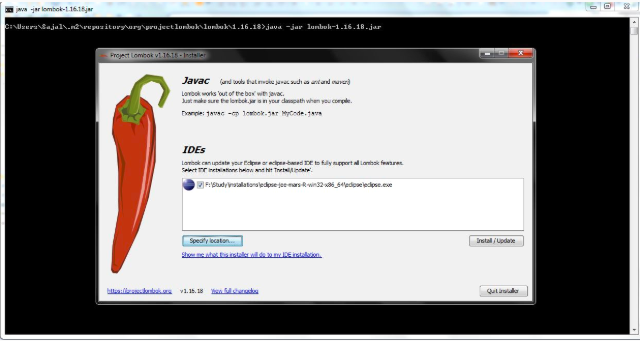 java -jar lombok-1.16.18.jar
C:\Users\Sajal\.m2\repository\org\projectlombok\lombok\1.16.18>java -jar lombok-1.16.18.jar
Project Lombok v1.16.18 - Installer
Javac (and tools that invoke javac such as ant and maven)
Lombok works 'out of the box' with javac.
Just make sure the lombok.jar is in your classpath when you compile.
Example: javac -cp lombok.jar MyCode.java
IDEs
Lombok can update your Eclipse or eclipse-based IDE to fully support all Lombok features.
Select IDE installations below and hit 'Install/Update'.
F:\Study\installations\eclipse-jee-mars-R-win32-x86_64\eclipse\eclipse.exe
Specify location...
Install / Update
Show me what this installer will do to my IDE installation.
https://projectlombok.org v1.16.18 View full changelog
Quit Installer